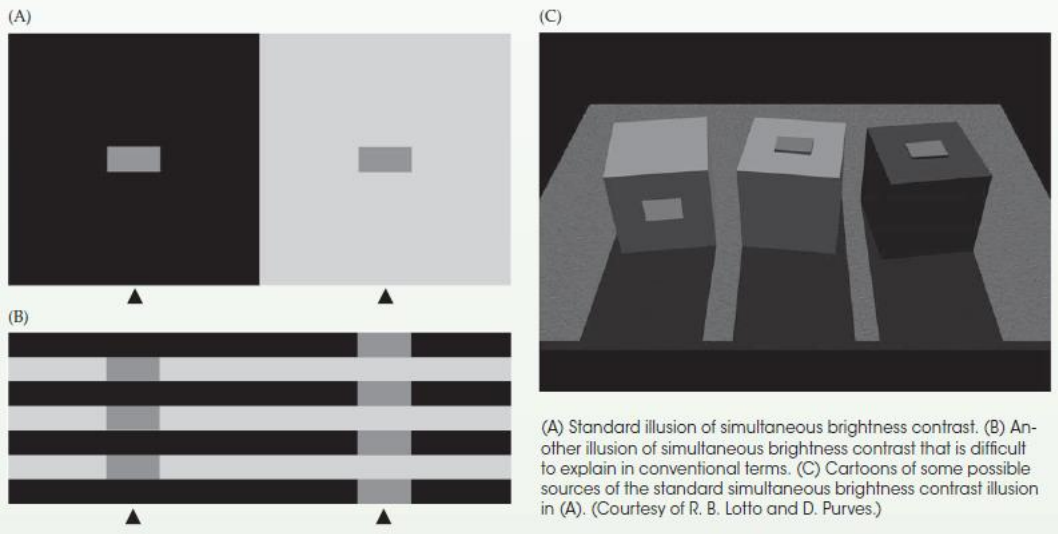 (A)
(B)
(C)
(A) Standard illusion of simultaneous brightness contrast. (B) An-
other illusion of simultaneous brightness contrast that is difficult
to explain in conventional terms. (C) Cartoons of some possible
sources of the standard simultaneous brightness contrast illusion
in (A). (Courtesy of R. B. Lotto and D. Purves.)